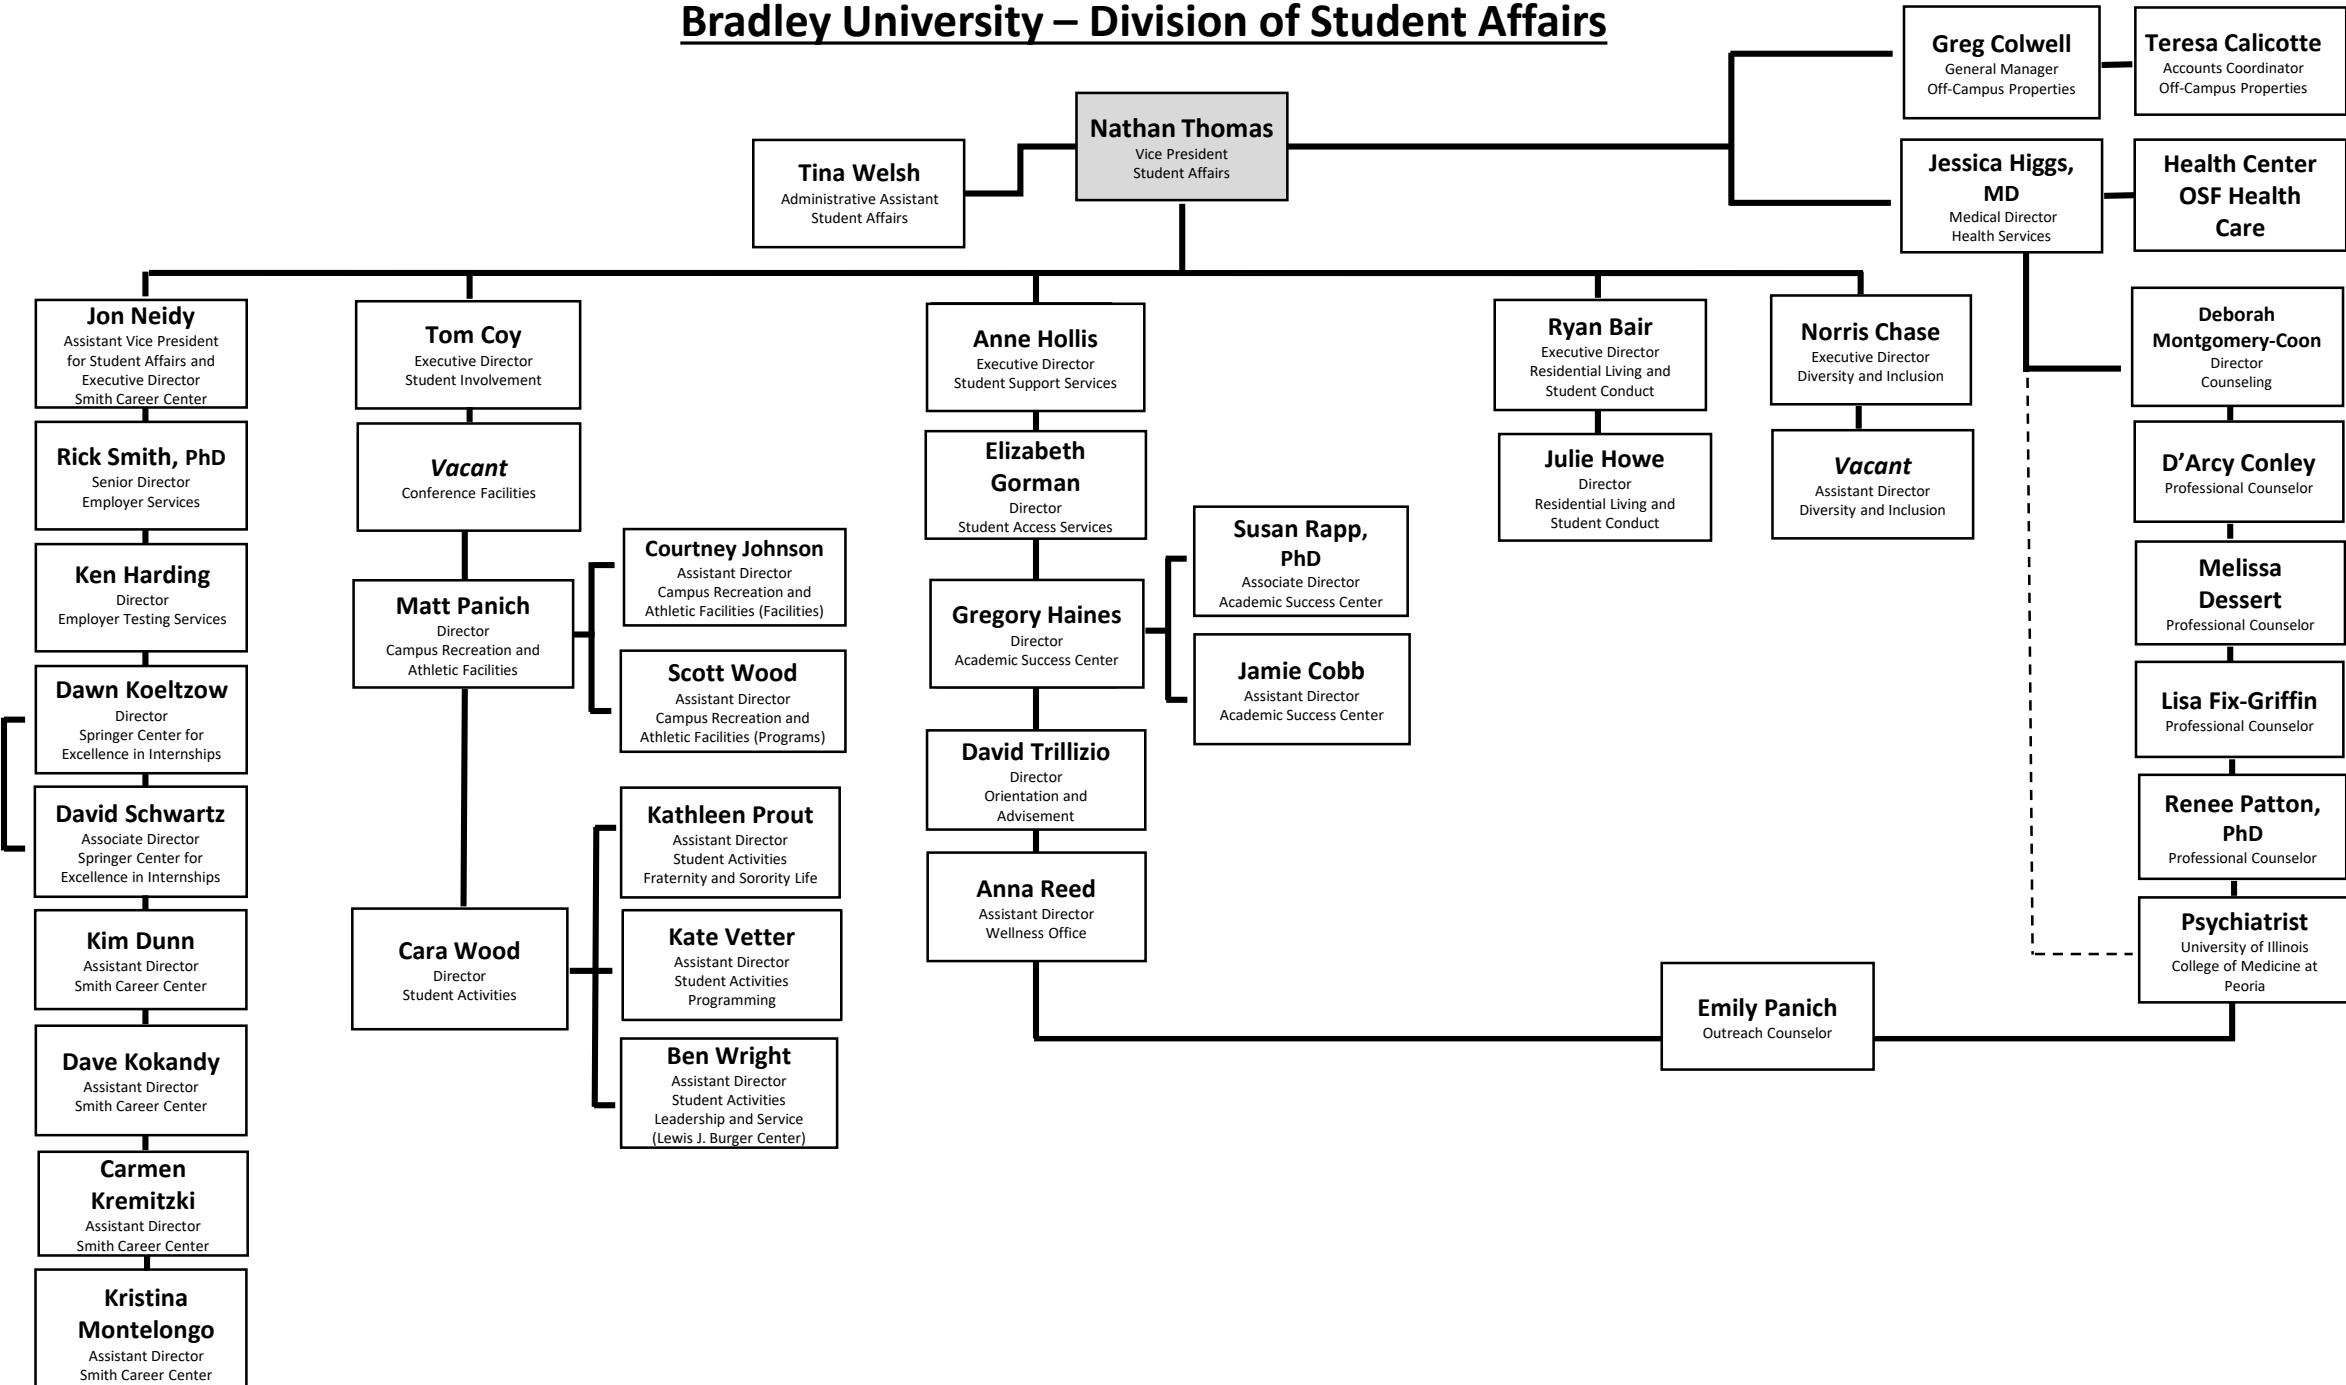 Bradley University – Division of Student Affairs
Greg Colwell
General Manager
Off-Campus Properties
Teresa Calicotte
Accounts Coordinator
Off-Campus Properties
Nathan Thomas
Vice President
Student Affairs
Tina Welsh
Administrative Assistant
Student Affairs
Jessica Higgs,
MD
Medical Director
Health Services
Health Center
OSF Health
Care
Jon Neidy
Assistant Vice President
for Student Affairs and
Executive Director
Smith Career Center
Rick Smith, PhD
Senior Director
Employer Services
Ken Harding
Director
Employer Testing Services
Dawn Koeltzow
Director
Springer Center for
Excellence in Internships
David Schwartz
Associate Director
Springer Center for
Excellence in Internships
Kim Dunn
Assistant Director
Smith Career Center
Dave Kokandy
Assistant Director
Smith Career Center
Carmen
Kremitzki
Assistant Director
Smith Career Center
Kristina
Montelongo
Assistant Director
Smith Career Center
Tom Coy
Executive Director
Student Involvement
Vacant
Conference Facilities
Matt Panich
Director
Campus Recreation and
Athletic Facilities
Courtney Johnson
Assistant Director
Campus Recreation and
Athletic Facilities (Facilities)
Scott Wood
Assistant Director
Campus Recreation and
Athletic Facilities (Programs)
Cara Wood
Director
Student Activities
Kathleen Prout
Assistant Director
Student Activities
Fraternity and Sorority Life
Kate Vetter
Assistant Director
Student Activities
Programming
Ben Wright
Assistant Director
Student Activities
Leadership and Service
(Lewis J. Burger Center)
Anne Hollis
Executive Director
Student Support Services
Elizabeth
Gorman
Director
Student Access Services
Gregory Haines
Director
Academic Success Center
Susan Rapp,
PhD
Associate Director
Academic Success Center
Jamie Cobb
Assistant Director
Academic Success Center
David Trillizio
Director
Orientation and
Advisement
Anna Reed
Assistant Director
Wellness Office
Ryan Bair
Executive Director
Residential Living and
Student Conduct
Julie Howe
Director
Residential Living and
Student Conduct
Norris Chase
Executive Director
Diversity and Inclusion
Vacant
Assistant Director
Diversity and Inclusion
Deborah
Montgomery-Coon
Director
Counseling
D’Arcy Conley
Professional Counselor
Melissa
Dessert
Professional Counselor
Lisa Fix-Griffin
Professional Counselor
Renee Patton,
PhD
Professional Counselor
Psychiatrist
University of Illinois
College of Medicine at
Peoria
Emily Panich
Outreach Counselor